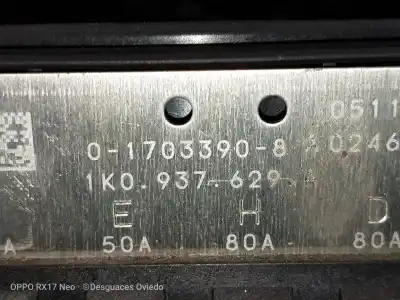 0511
0-1703390-8 0246
1K0.937.629
E H D
A 50A 80A 80A
OPPO RX17 Neo · ©Desguaces Oviedo